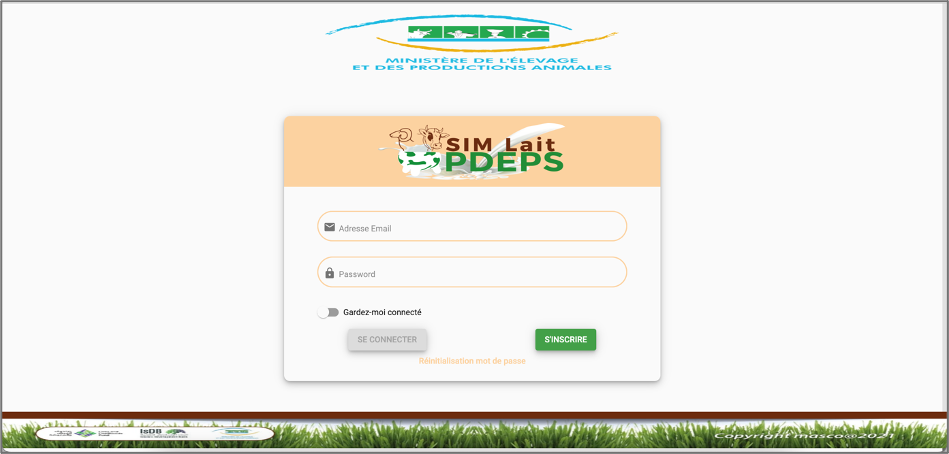 MINISTÈRE DE L'ÉLEVAGE
ET DES PRODUCTIONS ANIMALES
SIM Lait
PDEPS
Adresse Email
Password
Gardez-moi connecté
SE CONNECTER
S'INSCRIRE
Réinitialisation mot de passe
IsDB
Copyright masco@2021